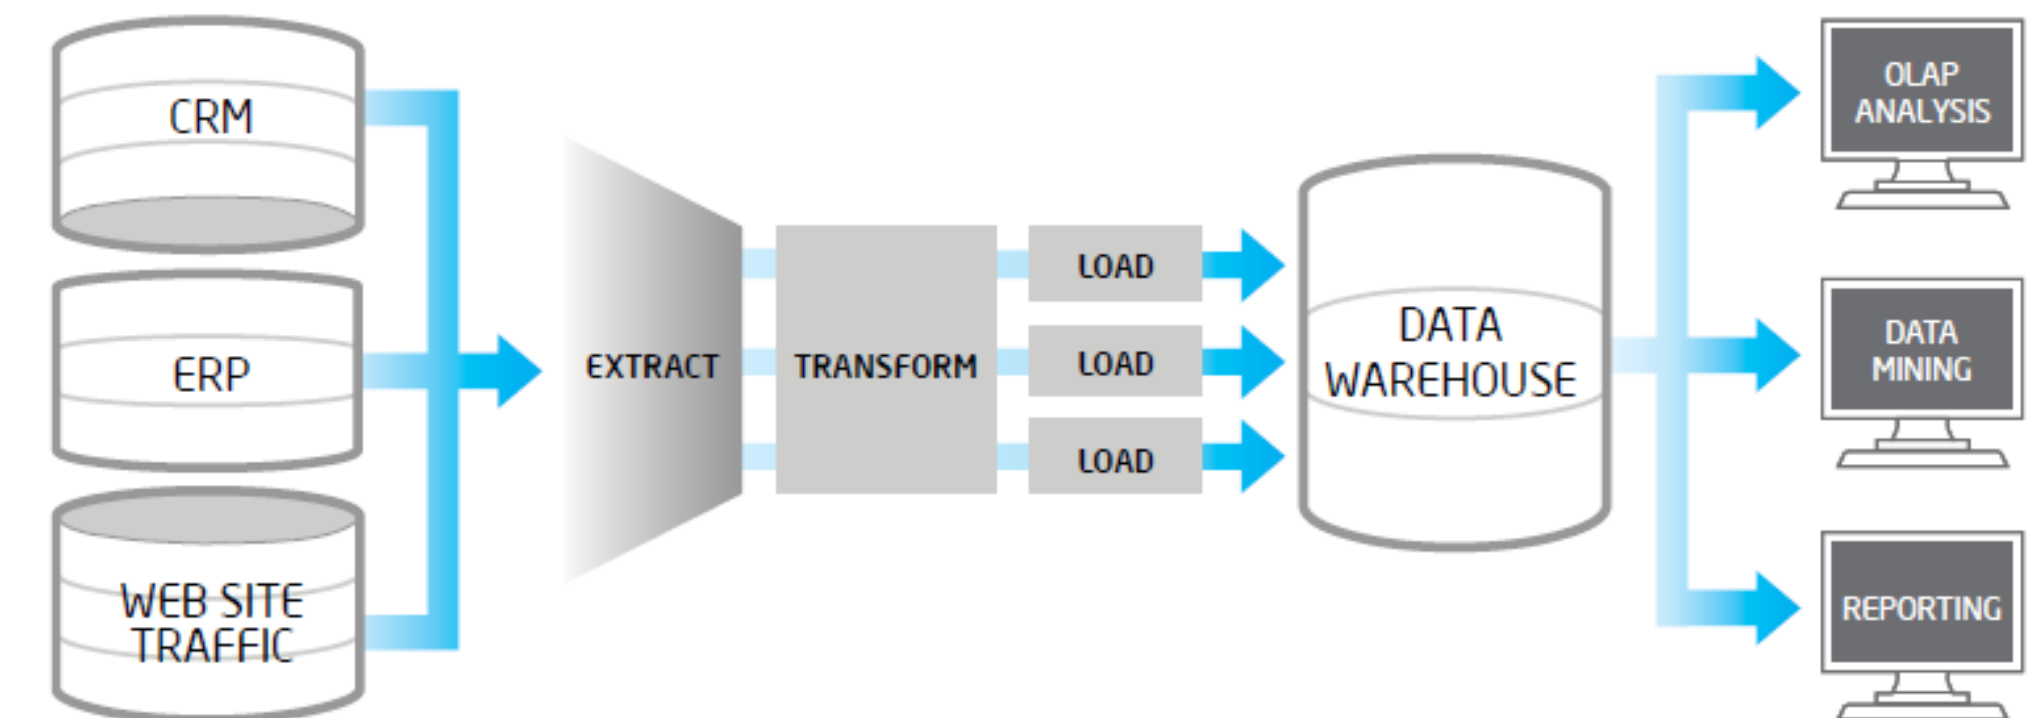 CRM
ERP
WEB SITE
TRAFFIC
EXTRACT
TRANSFORM
LOAD
LOAD
LOAD
DATA
WAREHOUSE
OLAP
ANALYSIS
DATA
MINING
REPORTING